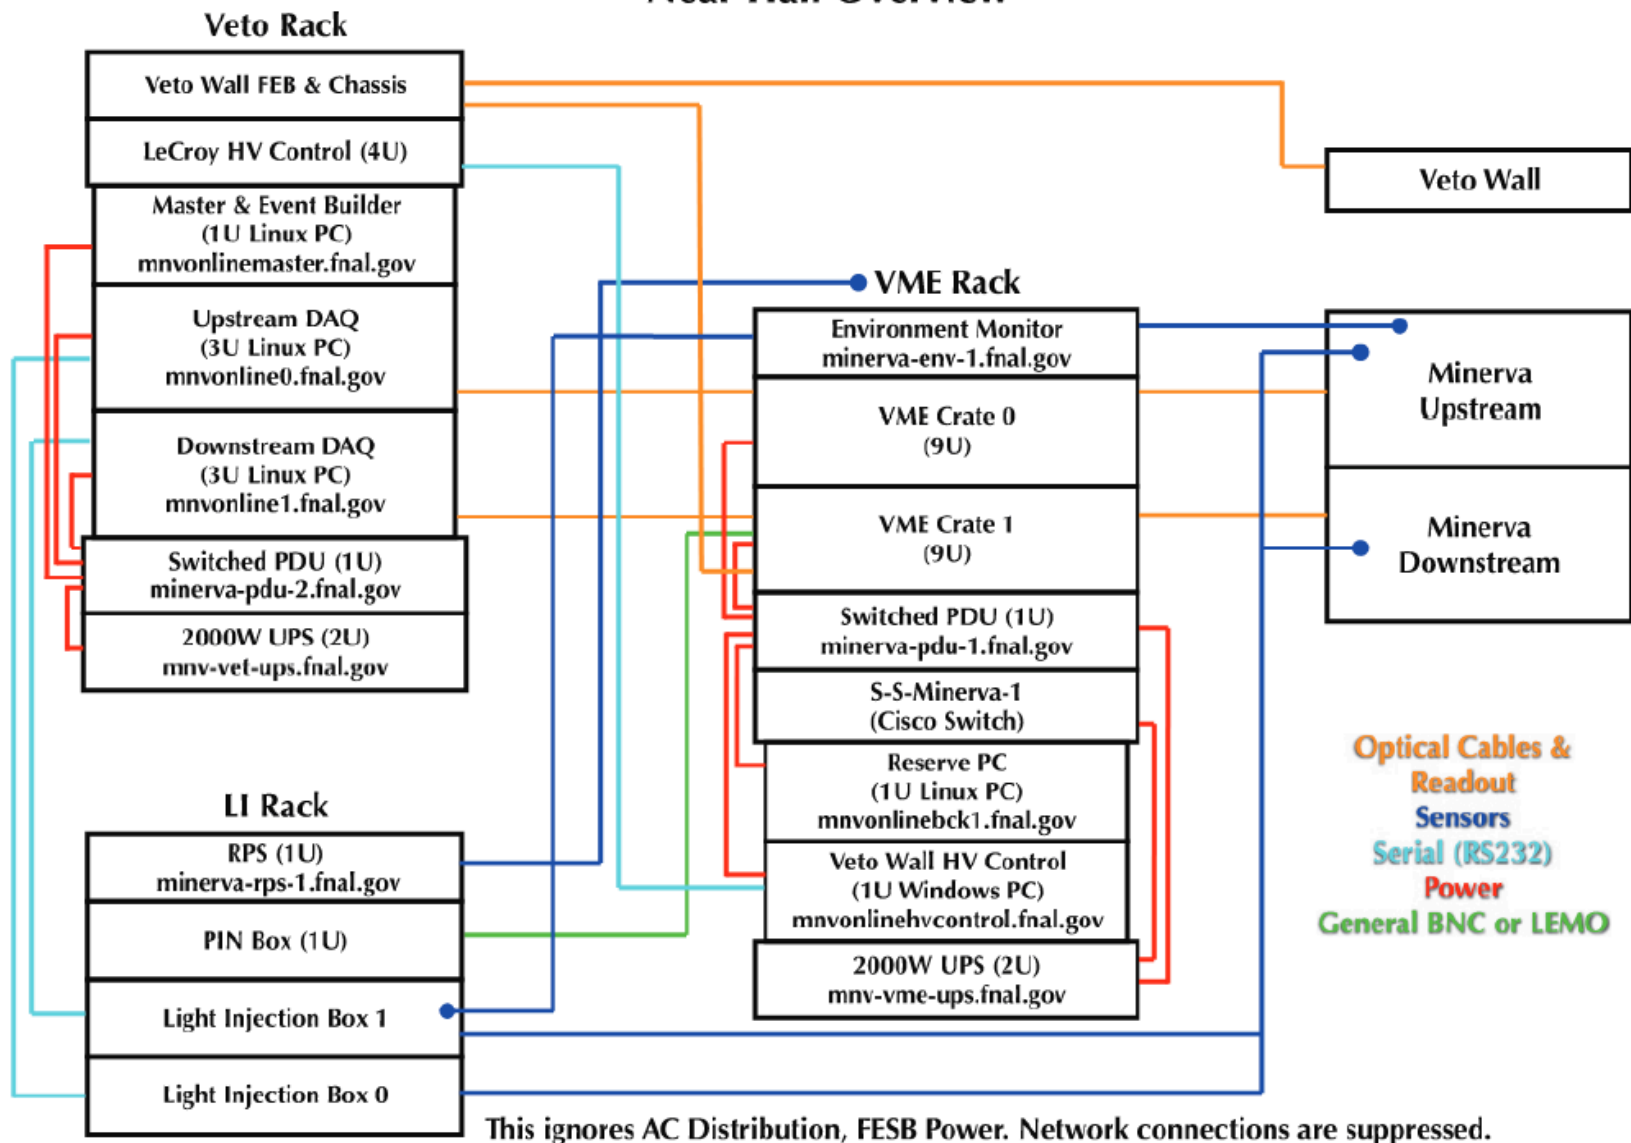 Near Hall Overview
Veto Rack
Veto Wall FEB & Chassis
LeCroy HV Control (4U)
Master & Event Builder
(1U Linux PC)
mnvonlinemaster.fnal.gov
Upstream DAQ
(3U Linux PC)
mnvonline0.fnal.gov
Downstream DAQ
(3U Linux PC)
mnvonline1.fnal.gov
Switched PDU (1U)
minerva-pdu-2.fnal.gov
2000W UPS (2U)
mnv-vet-ups.fnal.gov
LI Rack
RPS (1U)
minerva-rps-1.fnal.gov
PIN Box (1U)
Light Injection Box 1
Light Injection Box 0
VME Rack
Environment Monitor
minerva-env-1.fnal.gov
VME Crate 0
(9U)
VME Crate 1
(9U)
Switched PDU (1U)
minerva-pdu-1.fnal.gov
S-S-Minerva-1
(Cisco Switch)
Reserve PC
(1U Linux PC)
mnvonlinebck1.fnal.gov
Veto Wall HV Control
(1U Windows PC)
mnvonlinehvcontrol.fnal.gov
2000W UPS (2U)
mnv-vme-ups.fnal.gov
Veto Wall
Minerva
Upstream
Minerva
Downstream
Optical Cables &
Readout
Sensors
Serial (RS232)
Power
General BNC or LEMO
This ignores AC Distribution, FESB Power. Network connections are suppressed.